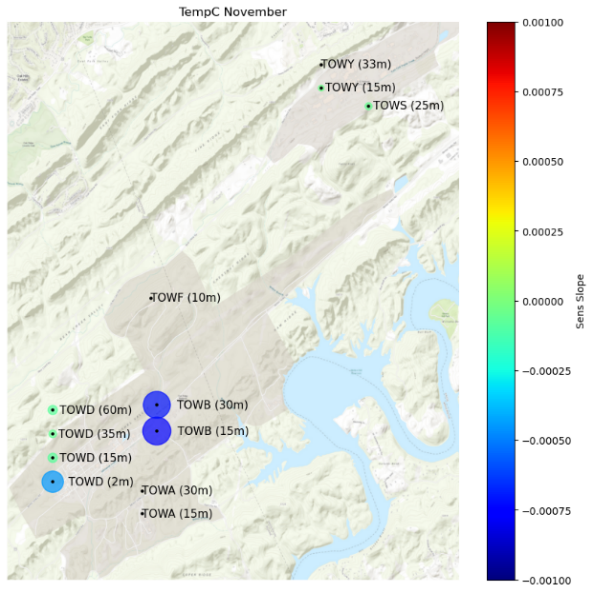 TempC November
TOWY (33m)
TOWY (15m)
TOWS (25m)
TOWF (10m)
TOWD (60m)
TOWB (30m)
TOWD (35m)
TOWB (15m)
TOWD (15m)
TOWD (2m)
TOWA (30m)
TOWA (15m)
0.00100
0.00075
0.00050
0.00025
0.00000
−0.00025
−0.00050
−0.00075
−0.00100
Sens Slope